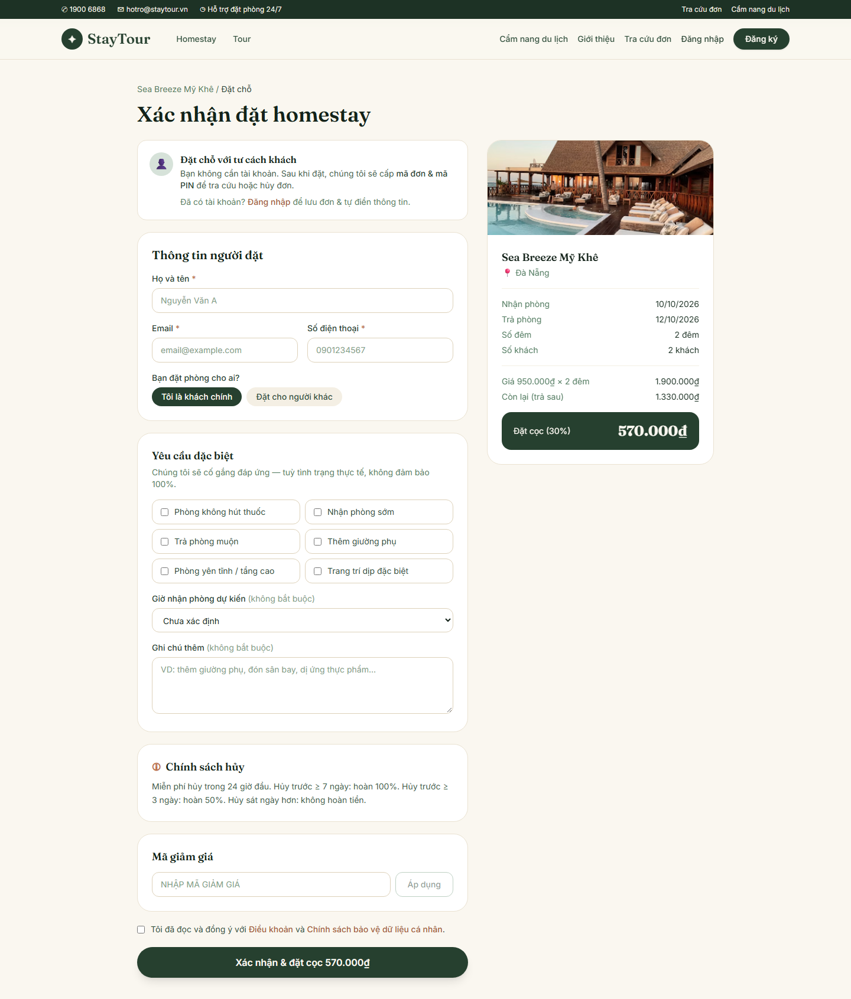 1900 6868 hotro@staytour.vn Hỗ trợ đặt phòng 24/7 Tra cứu đơn Cẩm nang du lịch
StayTour Homestay Tour Cẩm nang du lịch Giới thiệu Tra cứu đơn Đăng nhập Đăng ký
Sea Breeze Mỹ Khê / Đặt chỗ
Xác nhận đặt homestay
Đặt chỗ với tư cách khách
Bạn không cần tài khoản. Sau khi đặt, chúng tôi sẽ cấp mã đơn & mã
PIN để tra cứu hoặc hủy đơn.
Đã có tài khoản? Đăng nhập để lưu đơn & tự điền thông tin.
Thông tin người đặt
Họ và tên *
Nguyễn Văn A
Email * Số điện thoại *
email@example.com 0901234567
Bạn đặt phòng cho ai?
Tôi là khách chính Đặt cho người khác
Yêu cầu đặc biệt
Chúng tôi sẽ cố gắng đáp ứng — tuỳ tình trạng thực tế, không đảm bảo
100%.
Phòng không hút thuốc Nhận phòng sớm
Trả phòng muộn Thêm giường phụ
Phòng yên tĩnh / tầng cao Trang trí dịp đặc biệt
Giờ nhận phòng dự kiến (không bắt buộc)
Chưa xác định
Ghi chú thêm (không bắt buộc)
VD: thêm giường phụ, đón sân bay, dị ứng thực phẩm...
Chính sách hủy
Miễn phí hủy trong 24 giờ đầu. Hủy trước ≥ 7 ngày: hoàn 100%. Hủy trước ≥
3 ngày: hoàn 50%. Hủy sát ngày hơn: không hoàn tiền.
Mã giảm giá
NHẬP MÃ GIẢM GIÁ Áp dụng
Tôi đã đọc và đồng ý với Điều khoản và Chính sách bảo vệ dữ liệu cá nhân.
Xác nhận & đặt cọc 570.000₫
Sea Breeze Mỹ Khê
Đà Nẵng
Nhận phòng 10/10/2026
Trả phòng 12/10/2026
Số đêm 2 đêm
Số khách 2 khách
Giá 950.000₫ × 2 đêm 1.900.000₫
Còn lại (trả sau) 1.330.000₫
Đặt cọc (30%) 570.000₫